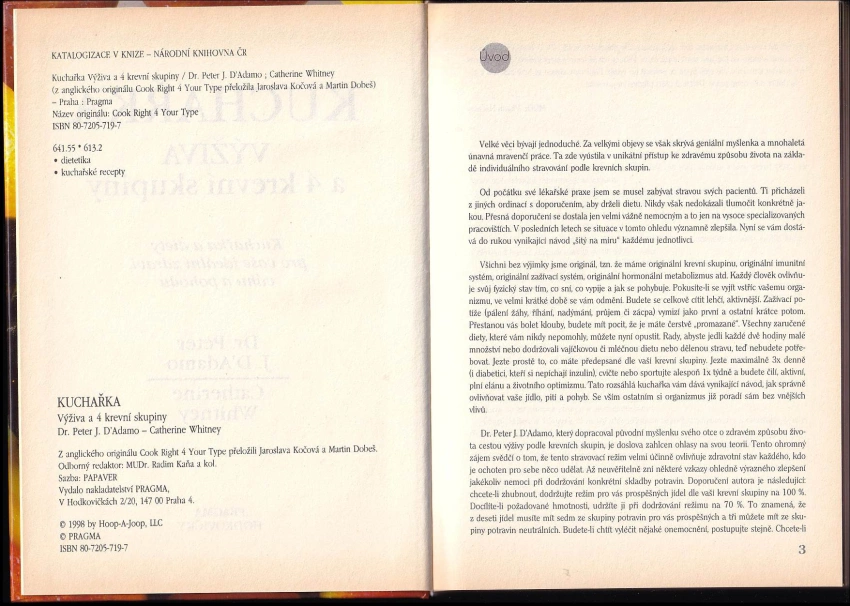 KATALOGIZACE V KNIZE – NÁRODNÍ KNIHOVNA ČR
Kuchařka Výživa a 4 krevní skupiny / Dr. Peter J. D'Adamo ; Catherine Whitney
(z anglického originálu Cook Right 4 Your Type přeložila Jaroslava Kočová a Martin Dobeš)
– Praha : Pragma
Název originálu: Cook Right 4 Your Type
ISBN 80-7205-719-7
641.55 * 613.2
• dietetika
• kuchařské recepty
KUCHAŘKA
Výživa a 4 krevní skupiny
Dr. Peter J. D'Adamo – Catherine Whitney
Z anglického originálu Cook Right 4 Your Type přeložili Jaroslava Kočová a Martin Dobeš.
Odborný redaktor: MUDr. Radim Kaňa a kol.
Sazba: PAPAVER
Vydalo nakladatelství PRAGMA,
V Hodkovičkách 2/20, 147 00 Praha 4.
© 1998 by Hoop-A-Joop, LLC
© PRAGMA
ISBN 80-7205-719-7
Úvod
Velké věci bývají jednoduché. Za velkými objevy se však skrývá geniální myšlenka a mnohaletá
únavná mravenčí práce. Ta zde vyústila v unikátní přístup ke zdravému způsobu života na zákla-
dě individuálního stravování podle krevních skupin.
Od počátku své lékařské praxe jsem se musel zabývat stravou svých pacientů. Ti přicházeli
z jiných ordinací s doporučením, aby drželi dietu. Nikdy však nedokázali tlumočit konkrétně ja-
kou. Přesná doporučení se dostala jen velmi vážně nemocným a to jen na vysoce specializovaných
pracovištích. V posledních letech se situace v tomto ohledu významně zlepšila. Nyní se vám dostá-
vá do rukou vynikající návod „šitý na míru" každému jednotlivci.
Všichni bez výjimky jsme originál, tzn. že máme originální krevní skupinu, originální imunitní
systém, originální zažívací systém, originální hormonální metabolizmus atd. Každý člověk ovlivňu-
je svůj fyzický stav tím, co sní, co vypije a jak se pohybuje. Pokusíte-li se vyjít vstříc vašemu orga-
nizmu, ve velmi krátké době se vám odmění. Budete se celkově cítit lehčí, aktivnější. Zažívací po-
tíže (pálení žáhy, říhání, nadýmání, průjem či zácpa) vymizí jako první a ostatní krátce potom.
Přestanou vás bolet klouby, budete mít pocit, že je máte čerstvě „promazané". Všechny zaručené
diety, které vám nikdy nepomohly, můžete nyní opustit. Rady, abyste jedli každé dvě hodiny malé
množství nebo dodržovali vajíčkovou či mléčnou dietu nebo dělenou stravu, teď nebudete potře-
bovat. Jezte prostě to, co máte předepsané dle vaší krevní skupiny. Jezte maximálně 3x denně
(i diabetici, kteří si nepíchají inzulin), cvičte nebo sportujte alespoň 1x týdně a budete čilí, aktivní,
plni elánu a životního optimizmu. Tato rozsáhlá kuchařka vám dává vynikající návod, jak správně
ovlivňovat vaše jídlo, pití a pohyb. Se vším ostatním si organizmus již poradí sám bez vnějších
vlivů.
Dr. Peter J. D'Adamo, který dopracoval původní myšlenku svého otce o zdravém způsobu živo-
ta cestou výživy podle krevních skupin, je doslova zahlcen ohlasy na svou teorii. Tento ohromný
zájem svědčí o tom, že tento stravovací režim velmi účinně ovlivňuje zdravotní stav každého, kdo
je ochoten pro sebe něco udělat. Až neuvěřitelně zní některé vzkazy ohledně výrazného zlepšení
jakékoliv nemoci při dodržování konkrétní skladby potravin. Doporučení autora je následující:
chcete-li zhubnout, dodržujte režim pro vás prospěšných jídel dle vaší krevní skupiny na 100 %.
Docílíte-li požadované hmotnosti, udržíte ji při dodržování režimu na 70 %. To znamená, že
z deseti jídel musíte mít sedm ze skupiny potravin pro vás prospěšných a tři můžete mít ze sku-
piny potravin neutrálních. Budete-li chtít vyléčit nějaké onemocnění, postupujte stejně. Chcete-li
3